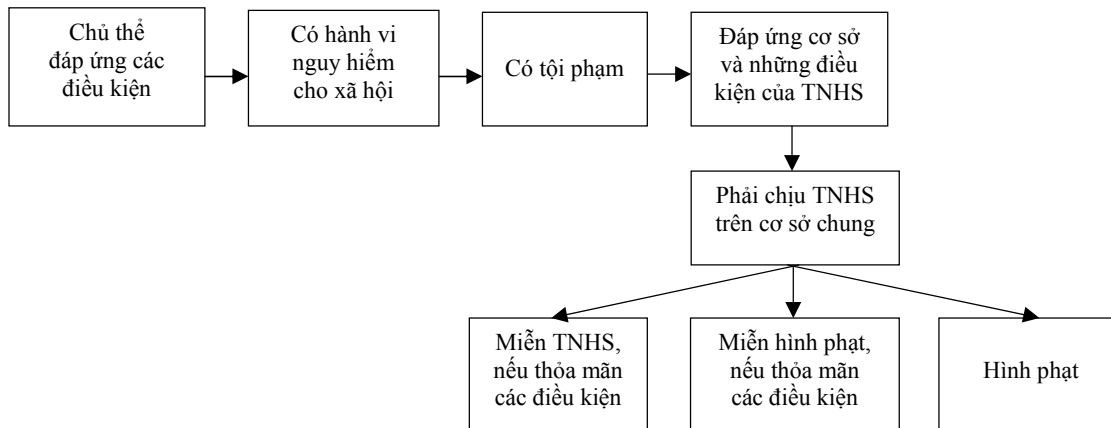 Chủ thể
đáp ứng các
điều kiện
Có hành vi
nguy hiểm
cho xã hội
Có tội phạm
Đáp ứng cơ sở
và những điều
kiện của TNHS
Phải chịu TNHS
trên cơ sở chung
Miễn TNHS,
nếu thỏa mãn
các điều kiện
Miễn hình phạt,
nếu thỏa mãn
các điều kiện
Hình phạt